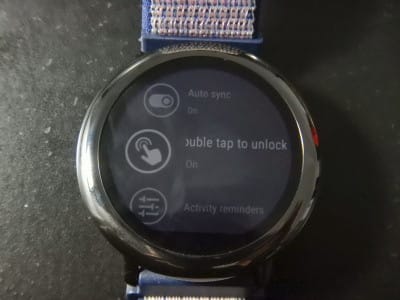 Auto sync
On
ouble tap to unlock
On
Activity reminders